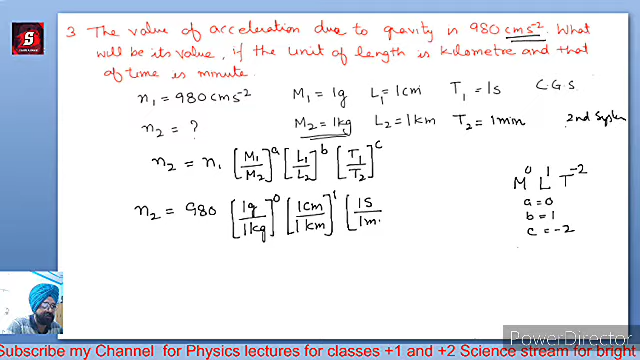 3 The value of acceleration due to gravity is 980 cms⁻². What
will be its value, if the unit of length is kilometre and that
of time is minute.
n₁ = 980 cms⁻² M₁ = 1g L₁ = 1cm T₁ = 1s C.G.S.
n₂ = ? M₂ = 1kg L₂ = 1km T₂ = 1min 2nd System
n₂ = n₁ [M₁/M₂]ᵃ [L₁/L₂]ᵇ [T₁/T₂]ᶜ
M⁰ L¹ T⁻²
a = 0
n₂ = 980 [1g/1kg]⁰ [1cm/1km]¹ [1s/1m
b = 1
c = -2
S
PowerDirector
Subscribe my Channel for Physics lectures for classes +1 and +2 Science stream for bright